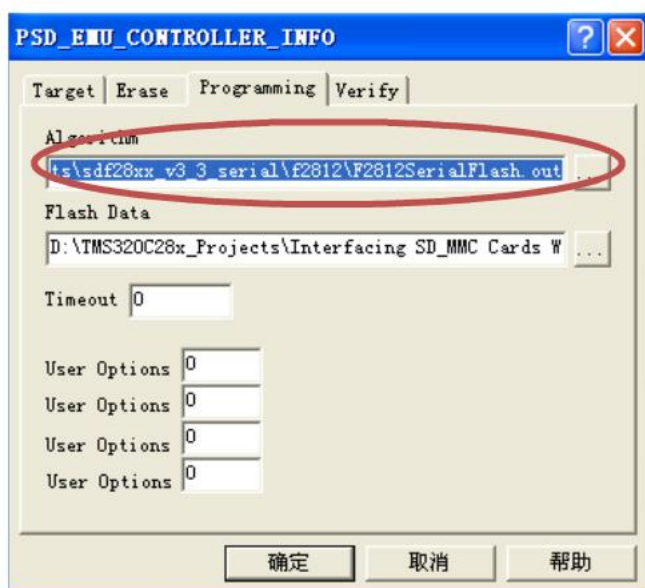 PSD_EMU_CONTROLLER_INFO
Target Erase Programming Verify
Algorithm
ts\sdf28xx_v3_3_serial\f2812\F2812SerialFlash.out ...
Flash Data
D:\TMS320C28x_Projects\Interfacing SD_MMC Cards W ...
Timeout 0
User Options 0
User Options 0
User Options 0
User Options 0
确定 取消 帮助